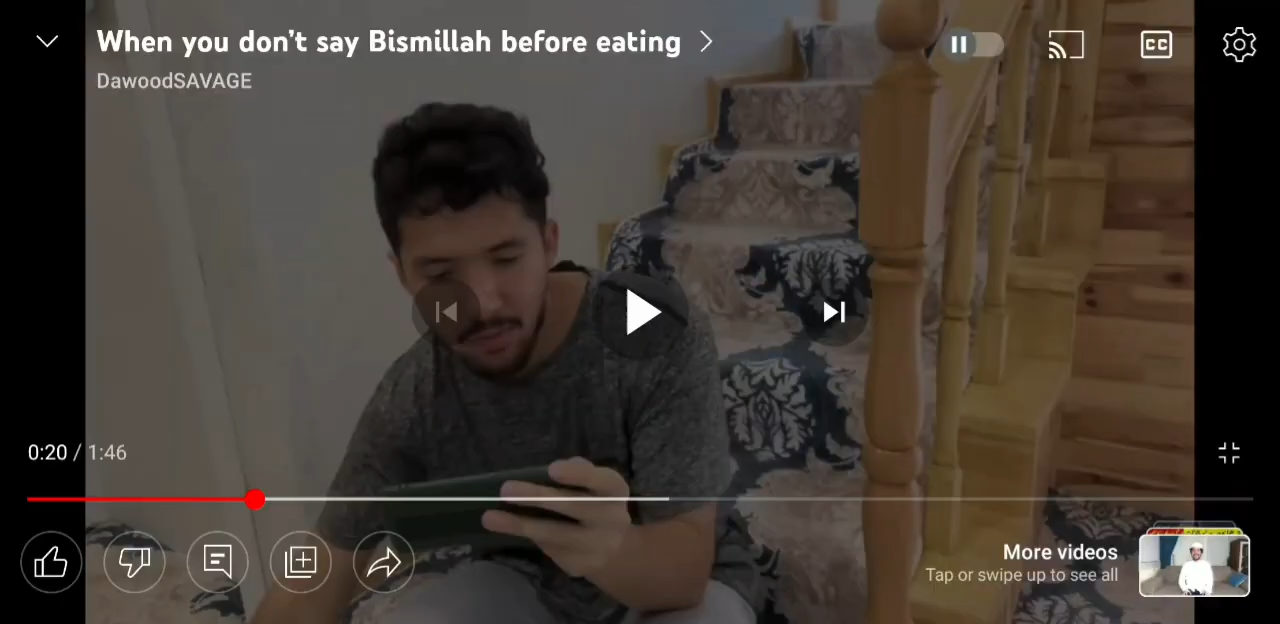 When you don't say Bismillah before eating
DawoodSAVAGE
CC
0:20 / 1:46
More videos
Tap or swipe up to see all